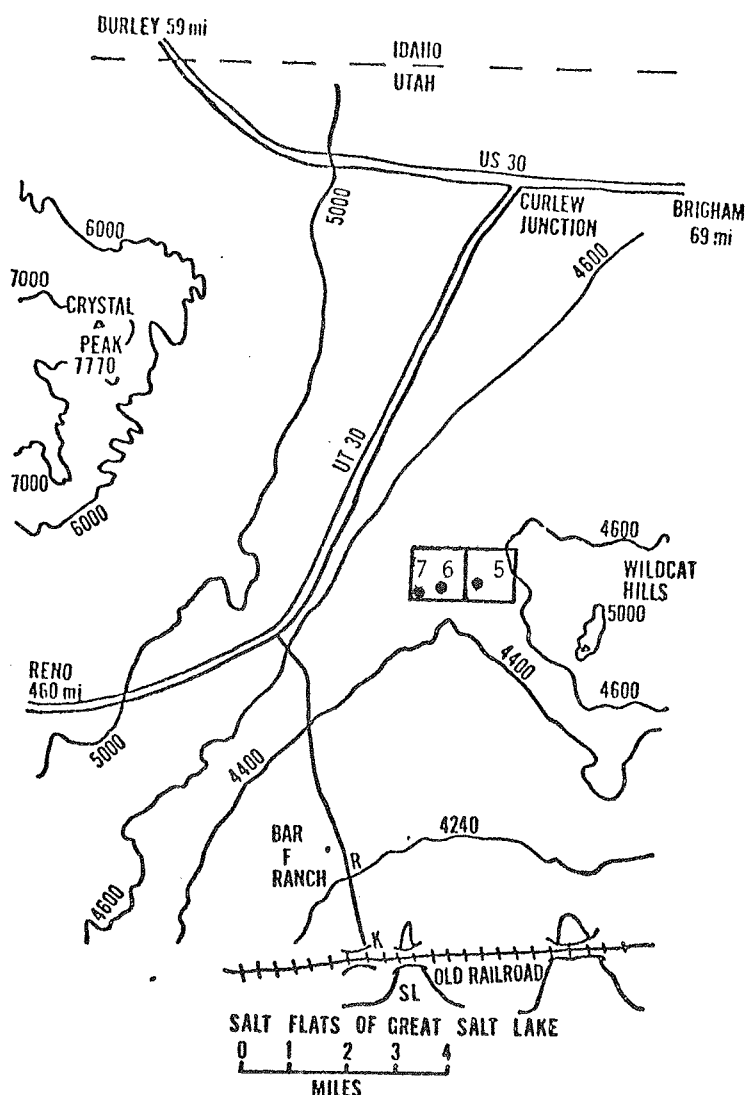 BURLEY 59 mi
IDAHO
UTAH
US 30
5000
CURLEW
JUNCTION
BRIGHAM
69 mi
6000
4600
7000
CRYSTAL
PEAK
7770
UT 30
7000
6000
4600
7 6 5
WILDCAT
HILLS
5000
RENO
460 mi
4400
4600
5000
4400
BAR
F
RANCH
R
4240
4600
K
OLD RAILROAD
SL
SALT FLATS OF GREAT SALT LAKE
0 1 2 3 4
MILES